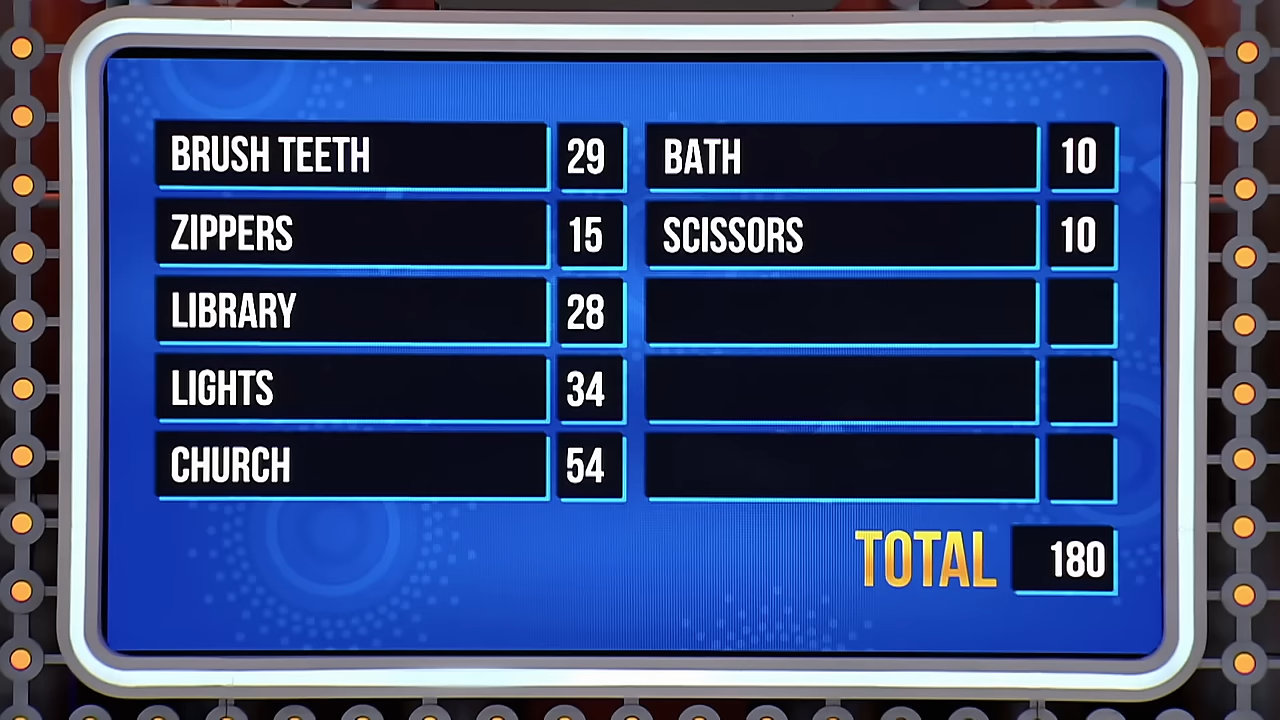 BRUSH TEETH 29
ZIPPERS 15
LIBRARY 28
LIGHTS 34
CHURCH 54
BATH 10
SCISSORS 10
TOTAL 180